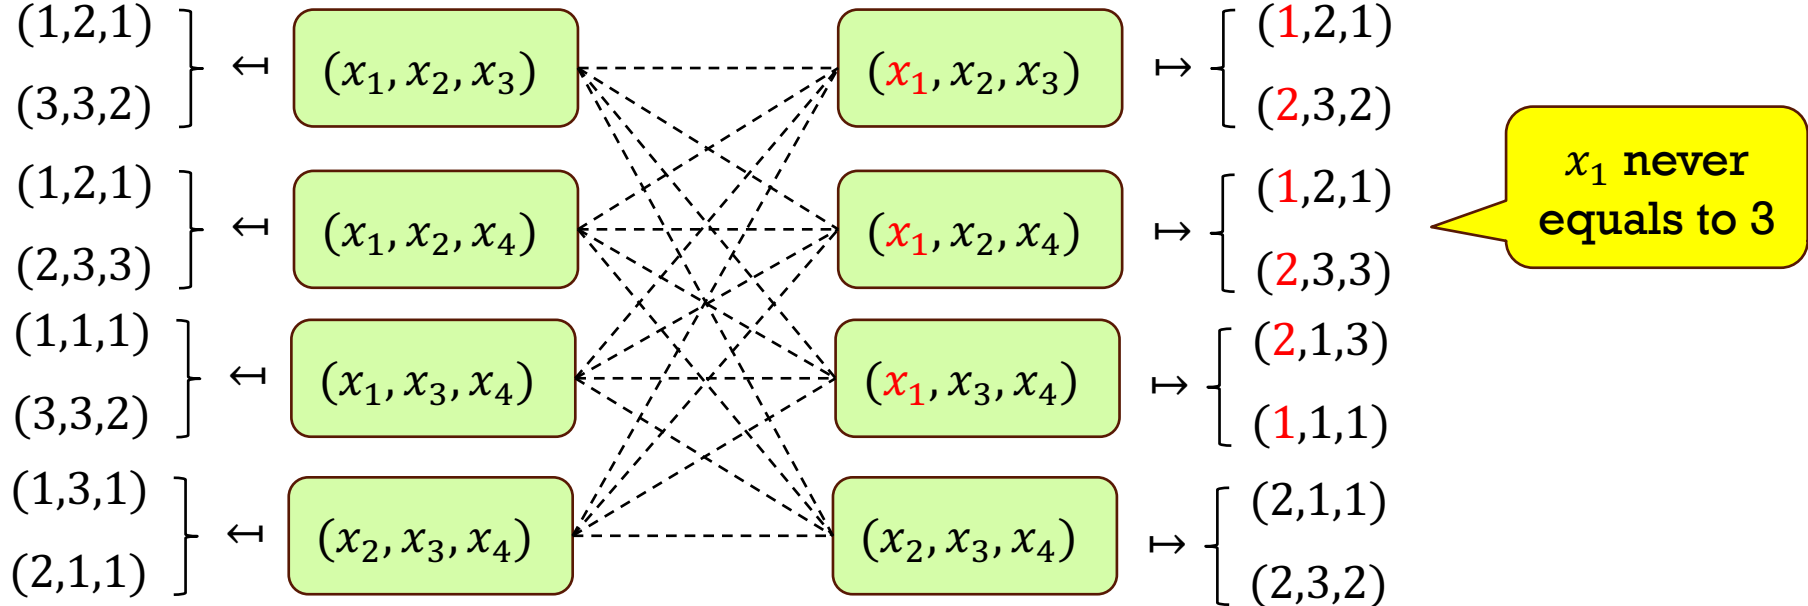 (1,2,1)
(3,3,2)
↤
(x₁, x₂, x₃)
(x₁, x₂, x₃)
↦
(1,2,1)
(2,3,2)
(1,2,1)
(2,3,3)
↤
(x₁, x₂, x₄)
(x₁, x₂, x₄)
↦
(1,2,1)
(2,3,3)
x₁ never
equals to 3
(1,1,1)
(3,3,2)
↤
(x₁, x₃, x₄)
(x₁, x₃, x₄)
↦
(2,1,3)
(1,1,1)
(1,3,1)
(2,1,1)
↤
(x₂, x₃, x₄)
(x₂, x₃, x₄)
↦
(2,1,1)
(2,3,2)